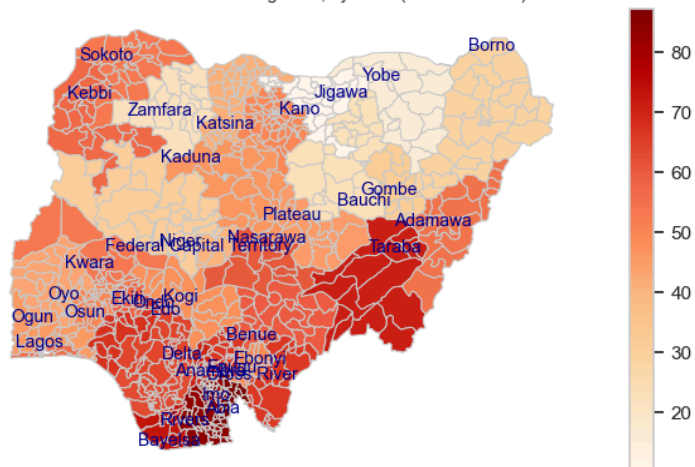 Sokoto
Borno
Kebbi
Yobe
Jigawa
Zamfara
Kano
Katsina
Kaduna
Gombe
Bauchi
Plateau
Adamawa
Niger
Nasarawa
Federal Capital Territory
Taraba
Kwara
Oyo
Ekiti
Ondo
Kogi
Edo
Osun
Ogun
Lagos
Benue
Delta
Ebonyi
Enugu
Anambra
Cross River
Imo
Abia
Rivers
Bayelsa
80
70
60
50
40
30
20